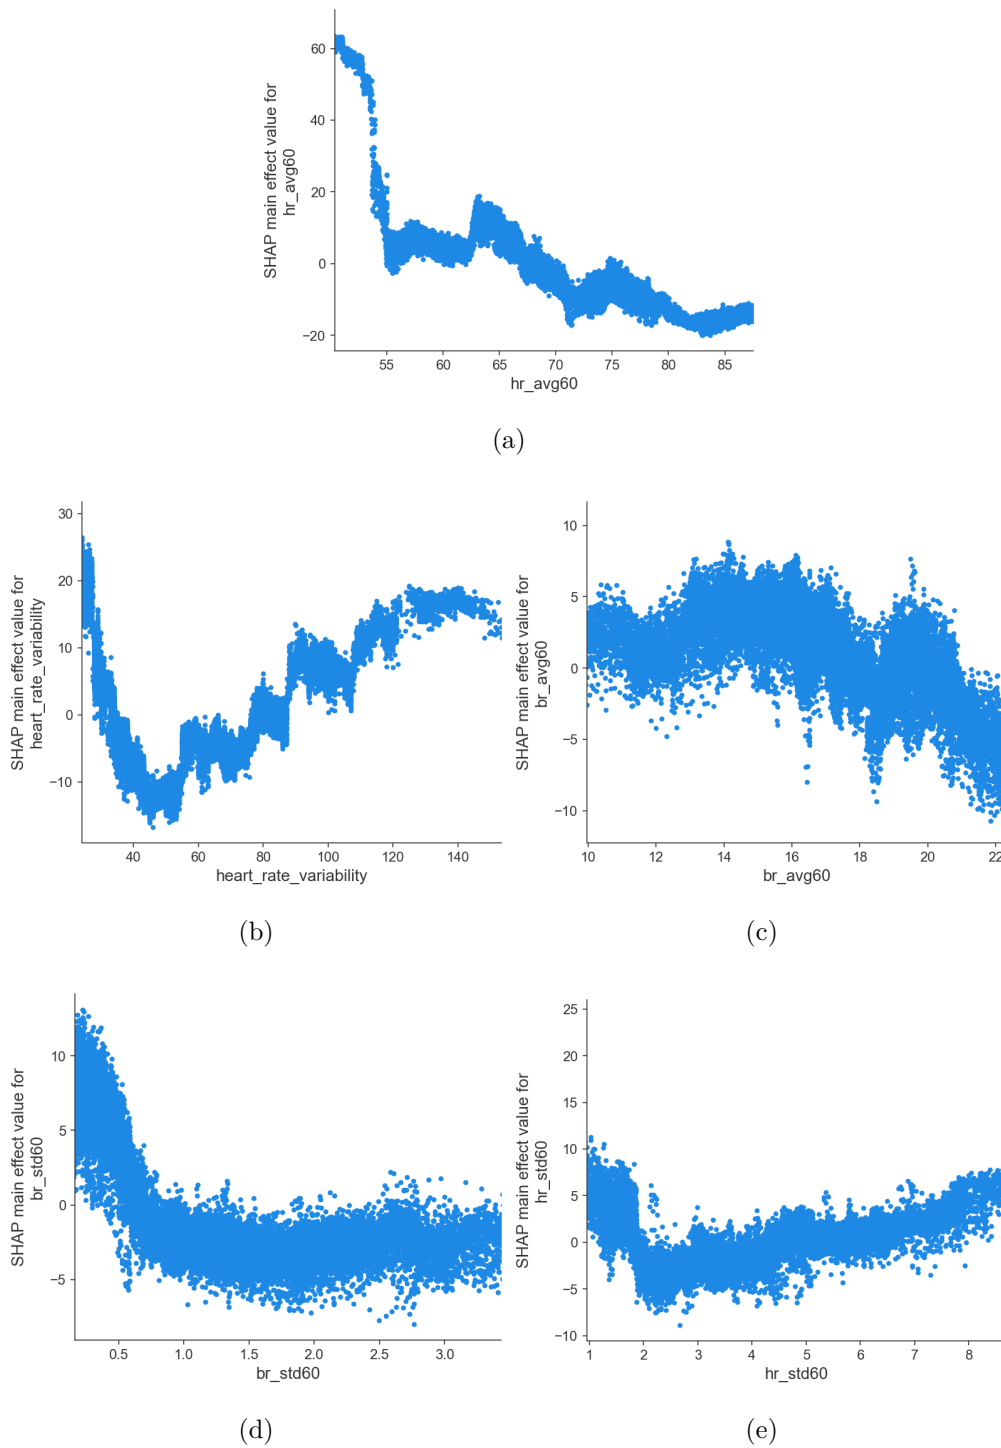 SHAP main effect value for
hr_avg60
60
40
20
0
−20
55 60 65 70 75 80 85
hr_avg60
(a)
SHAP main effect value for
heart_rate_variability
30
20
10
0
−10
40 60 80 100 120 140
heart_rate_variability
(b)
SHAP main effect value for
br_avg60
10
5
0
−5
−10
10 12 14 16 18 20 22
br_avg60
(c)
SHAP main effect value for
br_std60
10
5
0
−5
0.5 1.0 1.5 2.0 2.5 3.0
br_std60
(d)
SHAP main effect value for
hr_std60
25
20
15
10
5
0
−5
−10
1 2 3 4 5 6 7 8
hr_std60
(e)